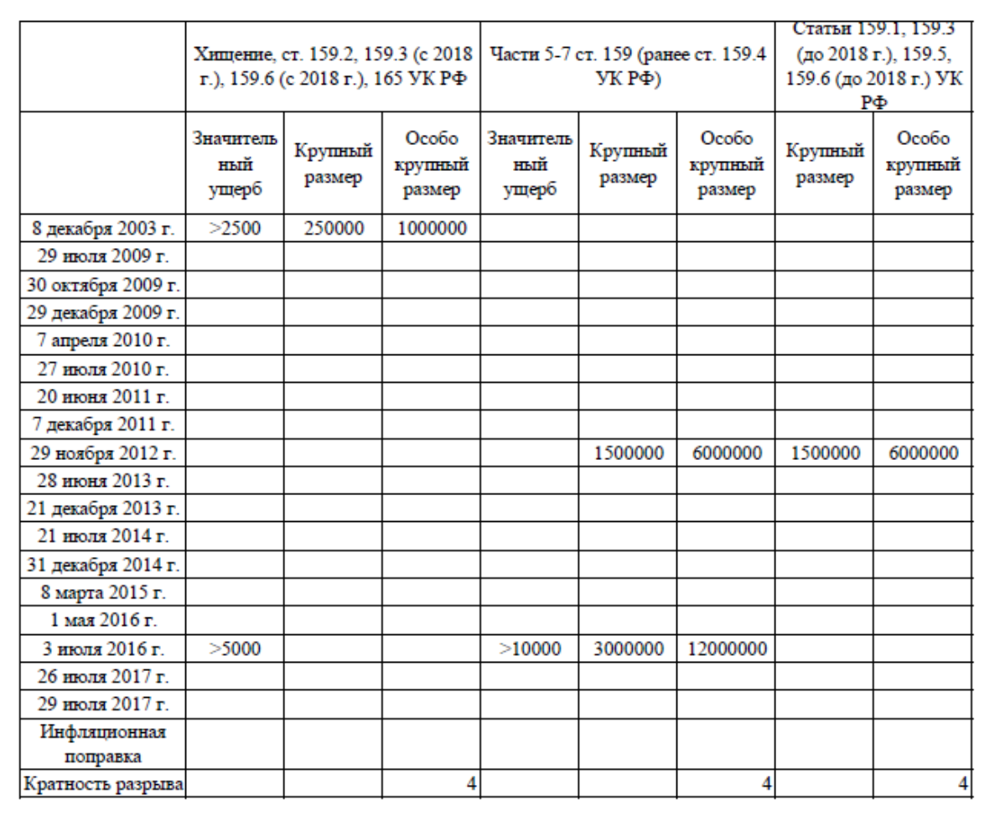 Хищение, ст. 159.2, 159.3 (с 2018
г.), 159.6 (с 2018 г.), 165 УК РФ
Части 5-7 ст. 159 (ранее ст. 159.4
УК РФ)
Статьи 159.1, 159.3
(до 2018 г.), 159.5,
159.6 (до 2018 г.) УК
РФ
Значитель
ный
ущерб
Крупный
размер
Особо
крупный
размер
Значитель
ный
ущерб
Крупный
размер
Особо
крупный
размер
Крупный
размер
Особо
крупный
размер
8 декабря 2003 г. >2500 250000 1000000
29 июля 2009 г.
30 октября 2009 г.
29 декабря 2009 г.
7 апреля 2010 г.
27 июля 2010 г.
20 июня 2011 г.
7 декабря 2011 г.
29 ноября 2012 г. 1500000 6000000 1500000 6000000
28 июня 2013 г.
21 декабря 2013 г.
21 июля 2014 г.
31 декабря 2014 г.
8 марта 2015 г.
1 мая 2016 г.
3 июля 2016 г. >5000 >10000 3000000 12000000
26 июля 2017 г.
29 июля 2017 г.
Инфляционная
поправка
Кратность разрыва 4 4 4